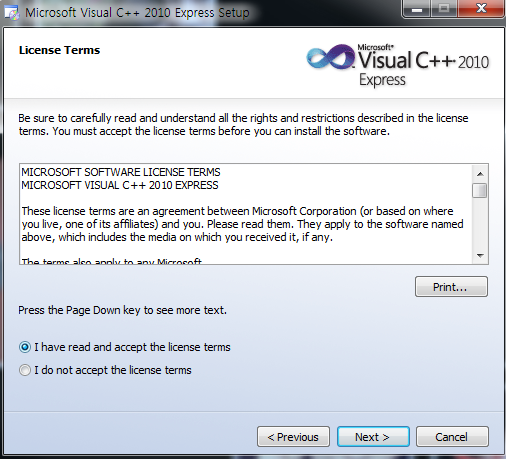 Microsoft Visual C++ 2010 Express Setup
License Terms
Microsoft®
Visual C++ 2010
Express
Be sure to carefully read and understand all the rights and restrictions described in the license
terms. You must accept the license terms before you can install the software.
MICROSOFT SOFTWARE LICENSE TERMS
MICROSOFT VISUAL C++ 2010 EXPRESS
These license terms are an agreement between Microsoft Corporation (or based on where
you live, one of its affiliates) and you. Please read them. They apply to the software named
above, which includes the media on which you received it, if any.
The terms also apply to any Microsoft
Print...
Press the Page Down key to see more text.
I have read and accept the license terms
I do not accept the license terms
< Previous
Next >
Cancel